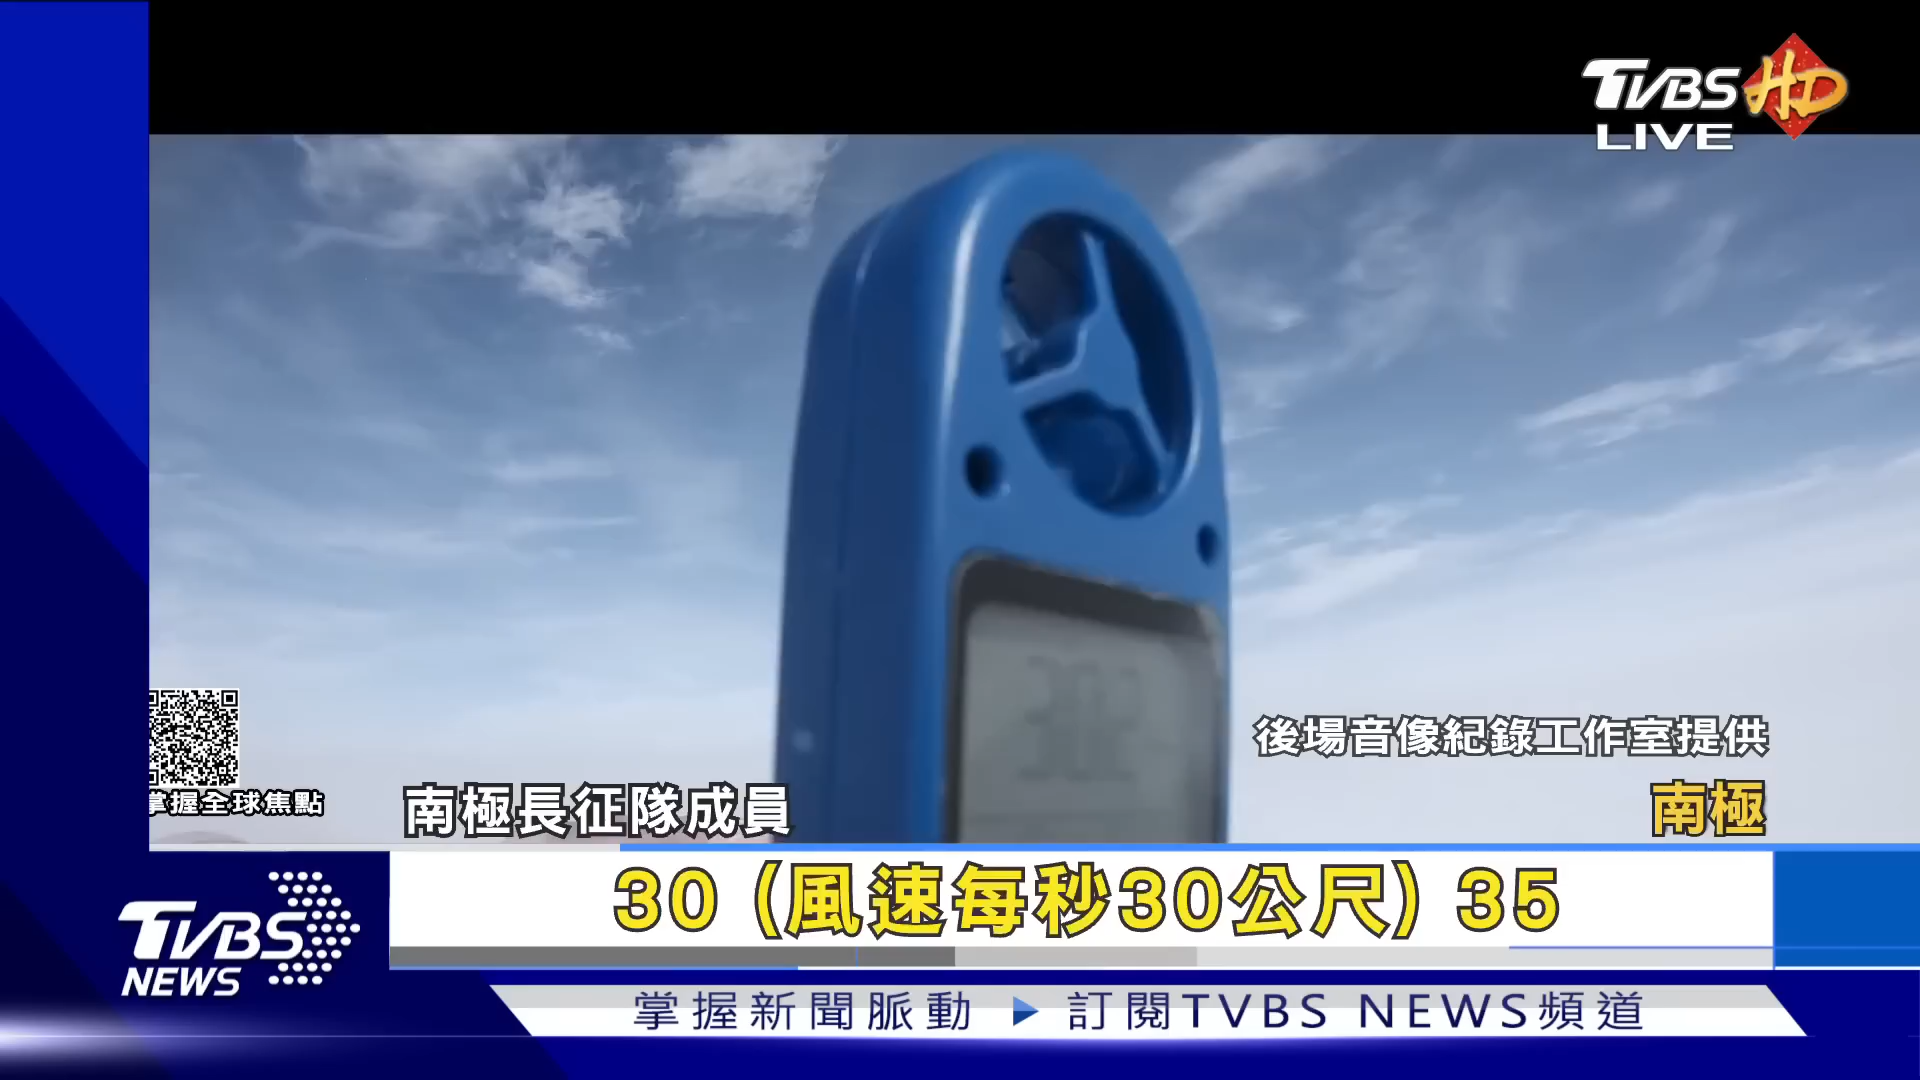 TVBS HD
LIVE
後場音像紀錄工作室提供
掌握全球焦點
南極長征隊成員
南極
30 (風速每秒30公尺) 35
TVBS
NEWS
掌握新聞脈動 ▶ 訂閱TVBS NEWS頻道